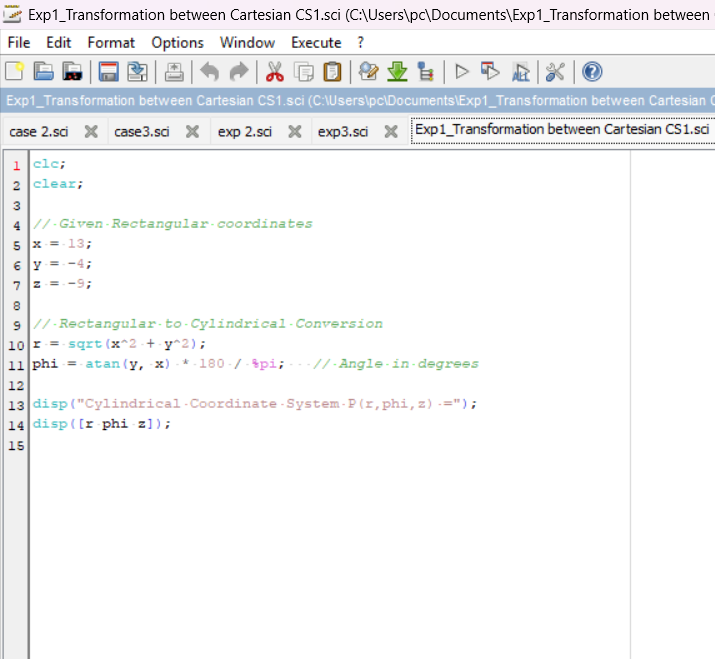 Exp1_Transformation between Cartesian CS1.sci (C:\Users\pc\Documents\Exp1_Transformation between
File Edit Format Options Window Execute ?
Exp1_Transformation between Cartesian CS1.sci (C:\Users\pc\Documents\Exp1_Transformation between Cartesian C
case 2.sci case3.sci exp 2.sci exp3.sci Exp1_Transformation between Cartesian CS1.sci
1 clc;
2 clear;
3
4 // Given Rectangular coordinates
5 x = 13;
6 y = -4;
7 z = -9;
8
9 // Rectangular to Cylindrical Conversion
10 r = sqrt(x^2 + y^2);
11 phi = atan(y, x) * 180 / %pi;   // Angle in degrees
12
13 disp("Cylindrical Coordinate System P(r,phi,z) =");
14 disp([r phi z]);
15